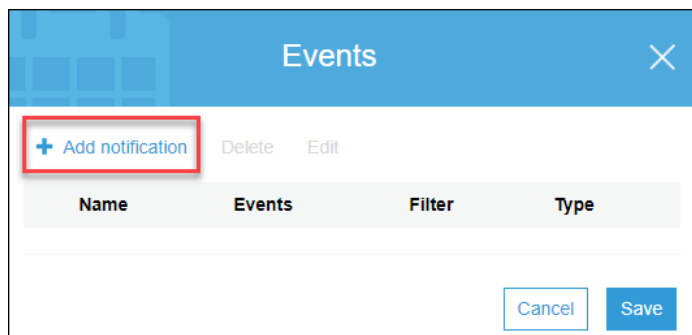 Events
Add notification Delete Edit
Name Events Filter Type
Cancel Save